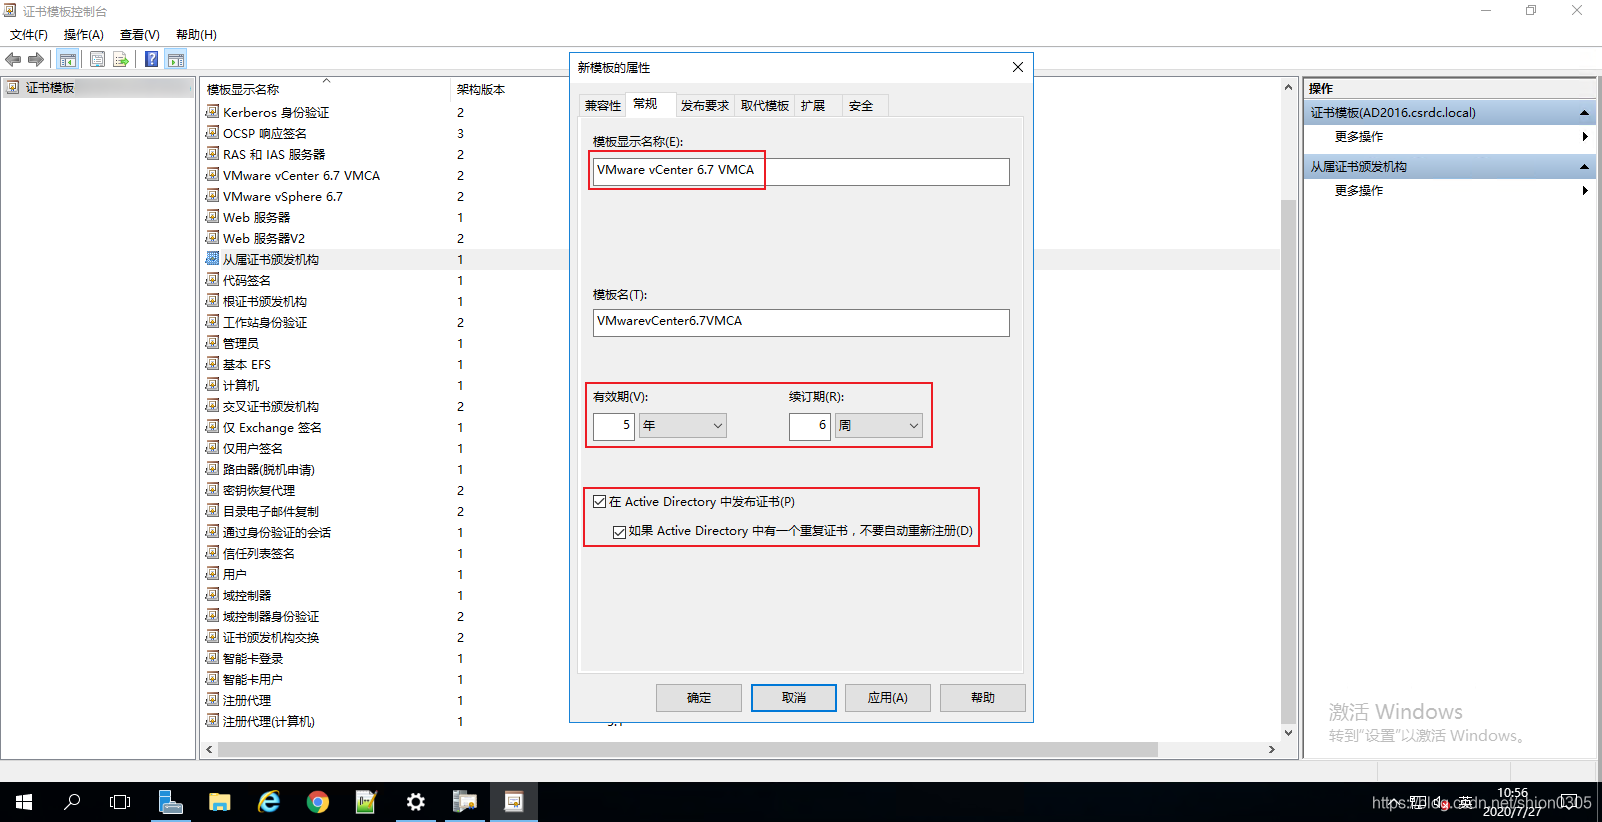 证书模板控制台
文件(F) 操作(A) 查看(V) 帮助(H)
证书模板
模板显示名称 架构版本
Kerberos 身份验证 2
OCSP 响应签名 3
RAS 和 IAS 服务器 2
VMware vCenter 6.7 VMCA 2
VMware vSphere 6.7 2
Web 服务器 1
Web 服务器V2 2
从属证书颁发机构 1
代码签名 1
根证书颁发机构 1
工作站身份验证 2
管理员 1
基本 EFS 1
计算机 1
交叉证书颁发机构 2
仅 Exchange 签名 1
仅用户签名 1
路由器(脱机申请) 1
密钥恢复代理 2
目录电子邮件复制 2
通过身份验证的会话 1
信任列表签名 1
用户 1
域控制器 1
域控制器身份验证 2
证书颁发机构交换 2
智能卡登录 1
智能卡用户 1
注册代理 1
注册代理(计算机) 1
新模板的属性
兼容性 常规 发布要求 取代模板 扩展 安全
模板显示名称(E):
VMware vCenter 6.7 VMCA
模板名(T):
VMwarevCenter6.7VMCA
有效期(V): 续订期(R):
5 年 6 周
在 Active Directory 中发布证书(P)
如果 Active Directory 中有一个重复证书，不要自动重新注册(D)
确定 取消 应用(A) 帮助
操作
证书模板(AD2016.csrdc.local)
更多操作
从属证书颁发机构
更多操作
激活 Windows
转到“设置”以激活 Windows。
英
10:56
2020/7/27
https://blog.csdn.net/shion0305